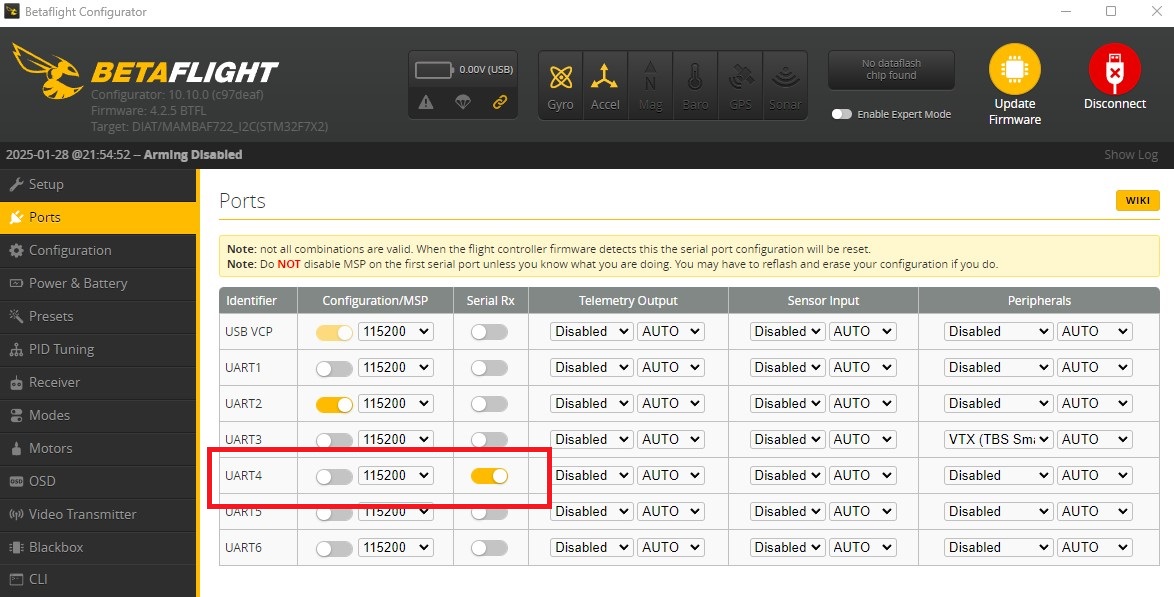 Betaflight Configurator
BETAFLIGHT
Configurator: 10.10.0 (c97deaf)
Firmware: 4.2.5 BTFL
Target: DIAT/MAMBAF722_I2C(STM32F7X2)
0.00V (USB)
Gyro Accel Mag Baro GPS Sonar
No dataflash
chip found
Enable Expert Mode
Update
Firmware
Disconnect
2025-01-28 @21:54:52 -- Arming Disabled
Show Log
Setup
Ports
Configuration
Power & Battery
Presets
PID Tuning
Receiver
Modes
Motors
OSD
Video Transmitter
Blackbox
CLI
Ports
WIKI
Note: not all combinations are valid. When the flight controller firmware detects this the serial port configuration will be reset.
Note: Do NOT disable MSP on the first serial port unless you know what you are doing. You may have to reflash and erase your configuration if you do.
Identifier Configuration/MSP Serial Rx Telemetry Output Sensor Input Peripherals
USB VCP 115200 Disabled AUTO Disabled AUTO Disabled AUTO
UART1 115200 Disabled AUTO Disabled AUTO Disabled AUTO
UART2 115200 Disabled AUTO Disabled AUTO Disabled AUTO
UART3 115200 Disabled AUTO Disabled AUTO VTX (TBS Sma AUTO
UART4 115200 Disabled AUTO Disabled AUTO Disabled AUTO
UART5 115200 Disabled AUTO Disabled AUTO Disabled AUTO
UART6 115200 Disabled AUTO Disabled AUTO Disabled AUTO